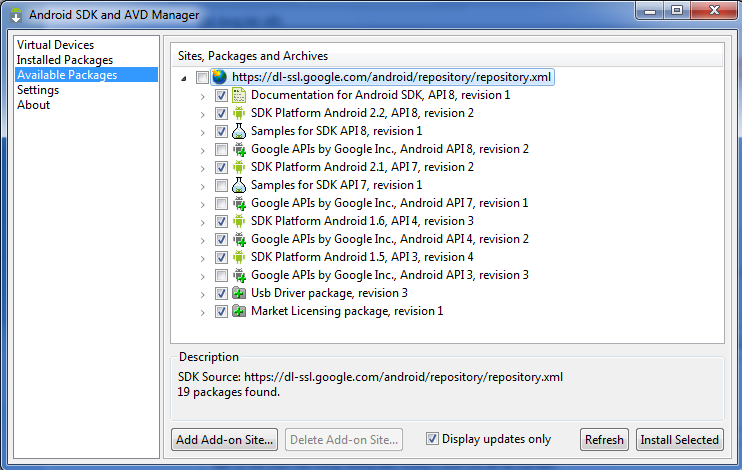 Android SDK and AVD Manager
Virtual Devices
Installed Packages
Available Packages
Settings
About
Sites, Packages and Archives
https://dl-ssl.google.com/android/repository/repository.xml
Documentation for Android SDK, API 8, revision 1
SDK Platform Android 2.2, API 8, revision 2
Samples for SDK API 8, revision 1
Google APIs by Google Inc., Android API 8, revision 2
SDK Platform Android 2.1, API 7, revision 2
Samples for SDK API 7, revision 1
Google APIs by Google Inc., Android API 7, revision 1
SDK Platform Android 1.6, API 4, revision 3
Google APIs by Google Inc., Android API 4, revision 2
SDK Platform Android 1.5, API 3, revision 4
Google APIs by Google Inc., Android API 3, revision 3
Usb Driver package, revision 3
Market Licensing package, revision 1
Description
SDK Source: https://dl-ssl.google.com/android/repository/repository.xml
19 packages found.
Add Add-on Site... Delete Add-on Site... Display updates only Refresh Install Selected